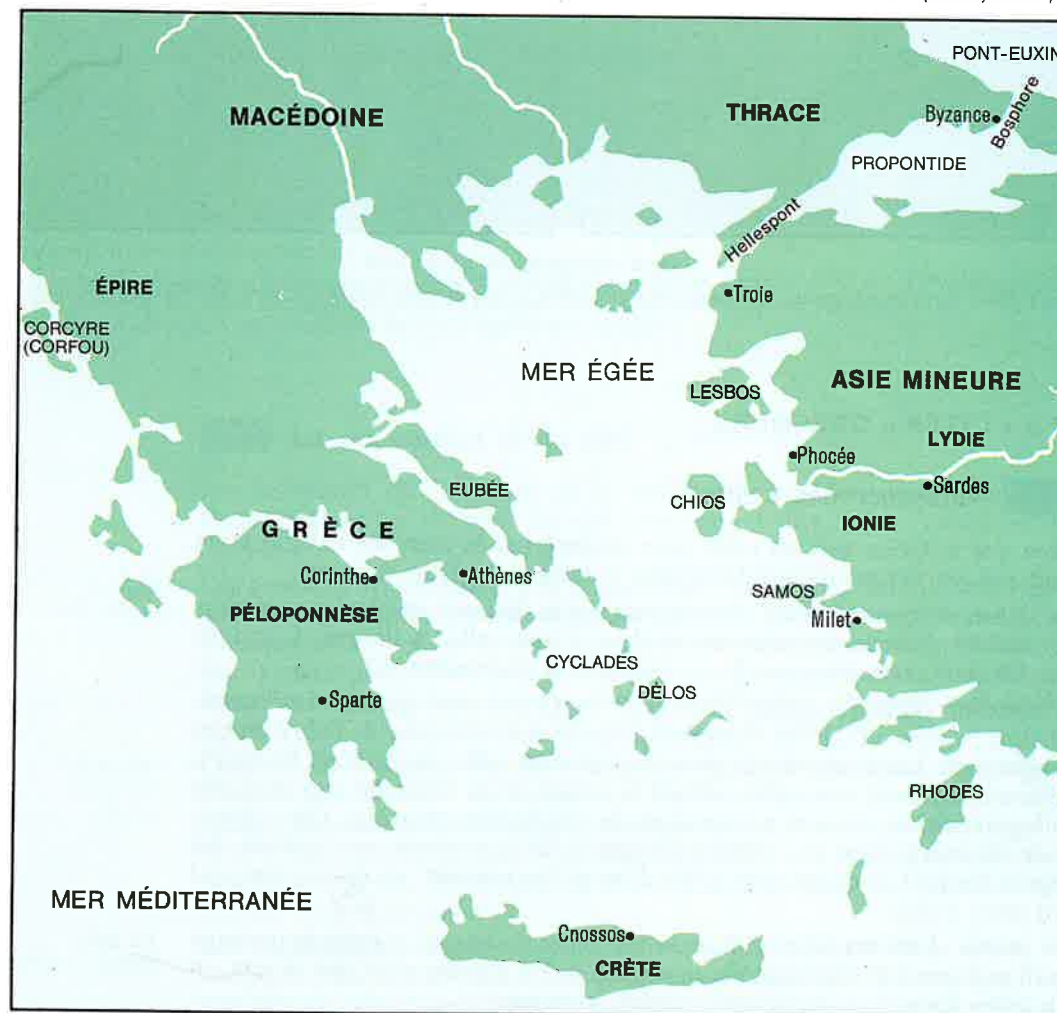 PONT-EUXIN
MACÉDOINE
THRACE
Byzance
Bosphore
PROPONTIDE
Hellespont
ÉPIRE
Troie
CORCYRE
(CORFOU)
MER ÉGÉE
LESBOS
ASIE MINEURE
LYDIE
Phocée
Sardes
EUBÉE
CHIOS
IONIE
GRÈCE
Corinthe
Athènes
SAMOS
PÉLOPONNÈSE
Milet
CYCLADES
DÉLOS
Sparte
RHODES
MER MÉDITERRANÉE
Cnossos
CRÈTE